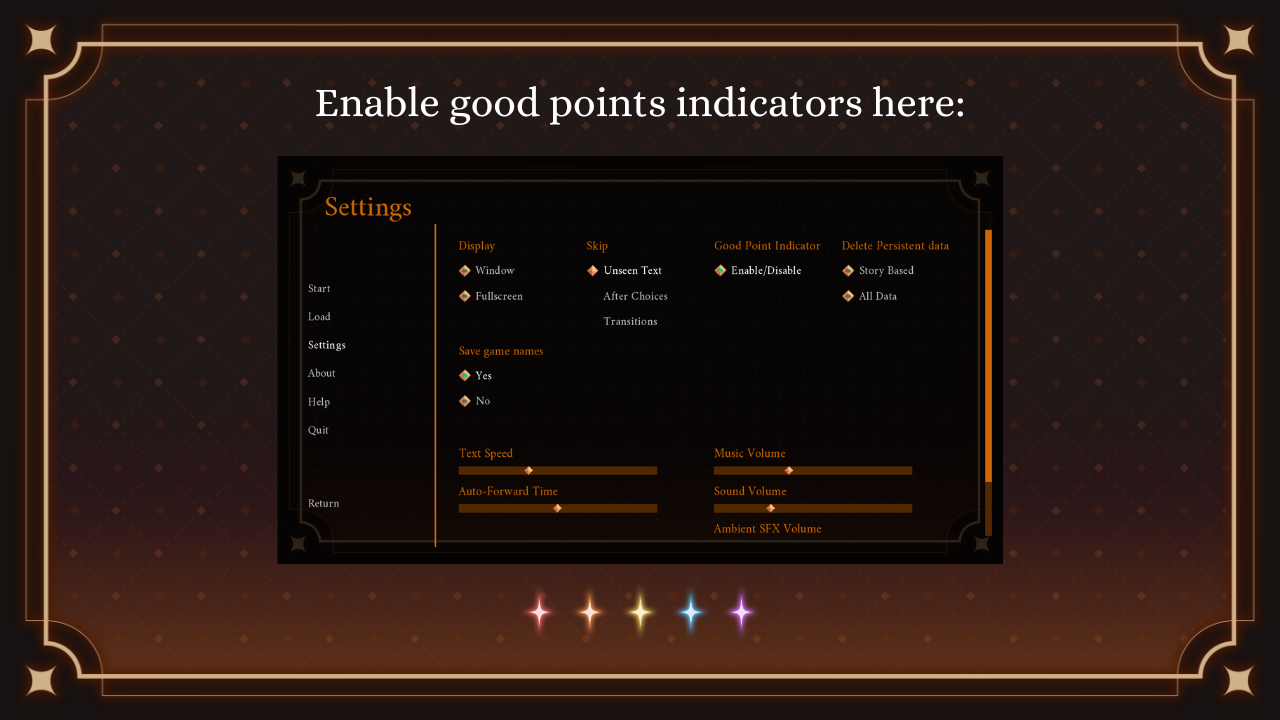 Enable good points indicators here:
Settings
Start
Load
Settings
About
Help
Quit
Return
Display
Window
Fullscreen
Skip
Unseen Text
After Choices
Transitions
Good Point Indicator
Enable/Disable
Delete Persistent data
Story Based
All Data
Save game names
Yes
No
Text Speed
Auto-Forward Time
Music Volume
Sound Volume
Ambient SFX Volume